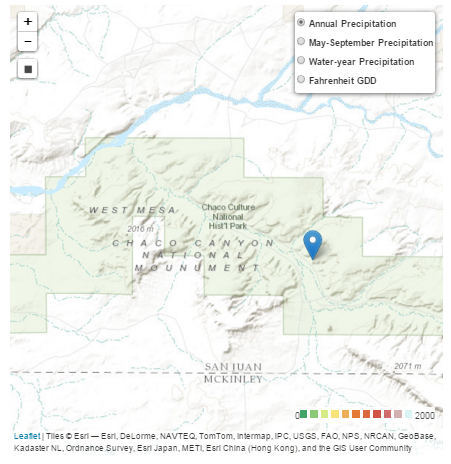 +
−
Annual Precipitation
May-September Precipitation
Water-year Precipitation
Fahrenheit GDD
WEST MESA
Chaco Culture
National
Hist'l Park
2016 m
CHACO CANYON
NATIONAL
MOUNUMENT
2071 m
SAN JUAN
MCKINLEY
0 2000
Leaflet | Tiles © Esri — Esri, DeLorme, NAVTEQ, TomTom, Intermap, iPC, USGS, FAO, NPS, NRCAN, GeoBase,
Kadaster NL, Ordnance Survey, Esri Japan, METI, Esri China (Hong Kong), and the GIS User Community